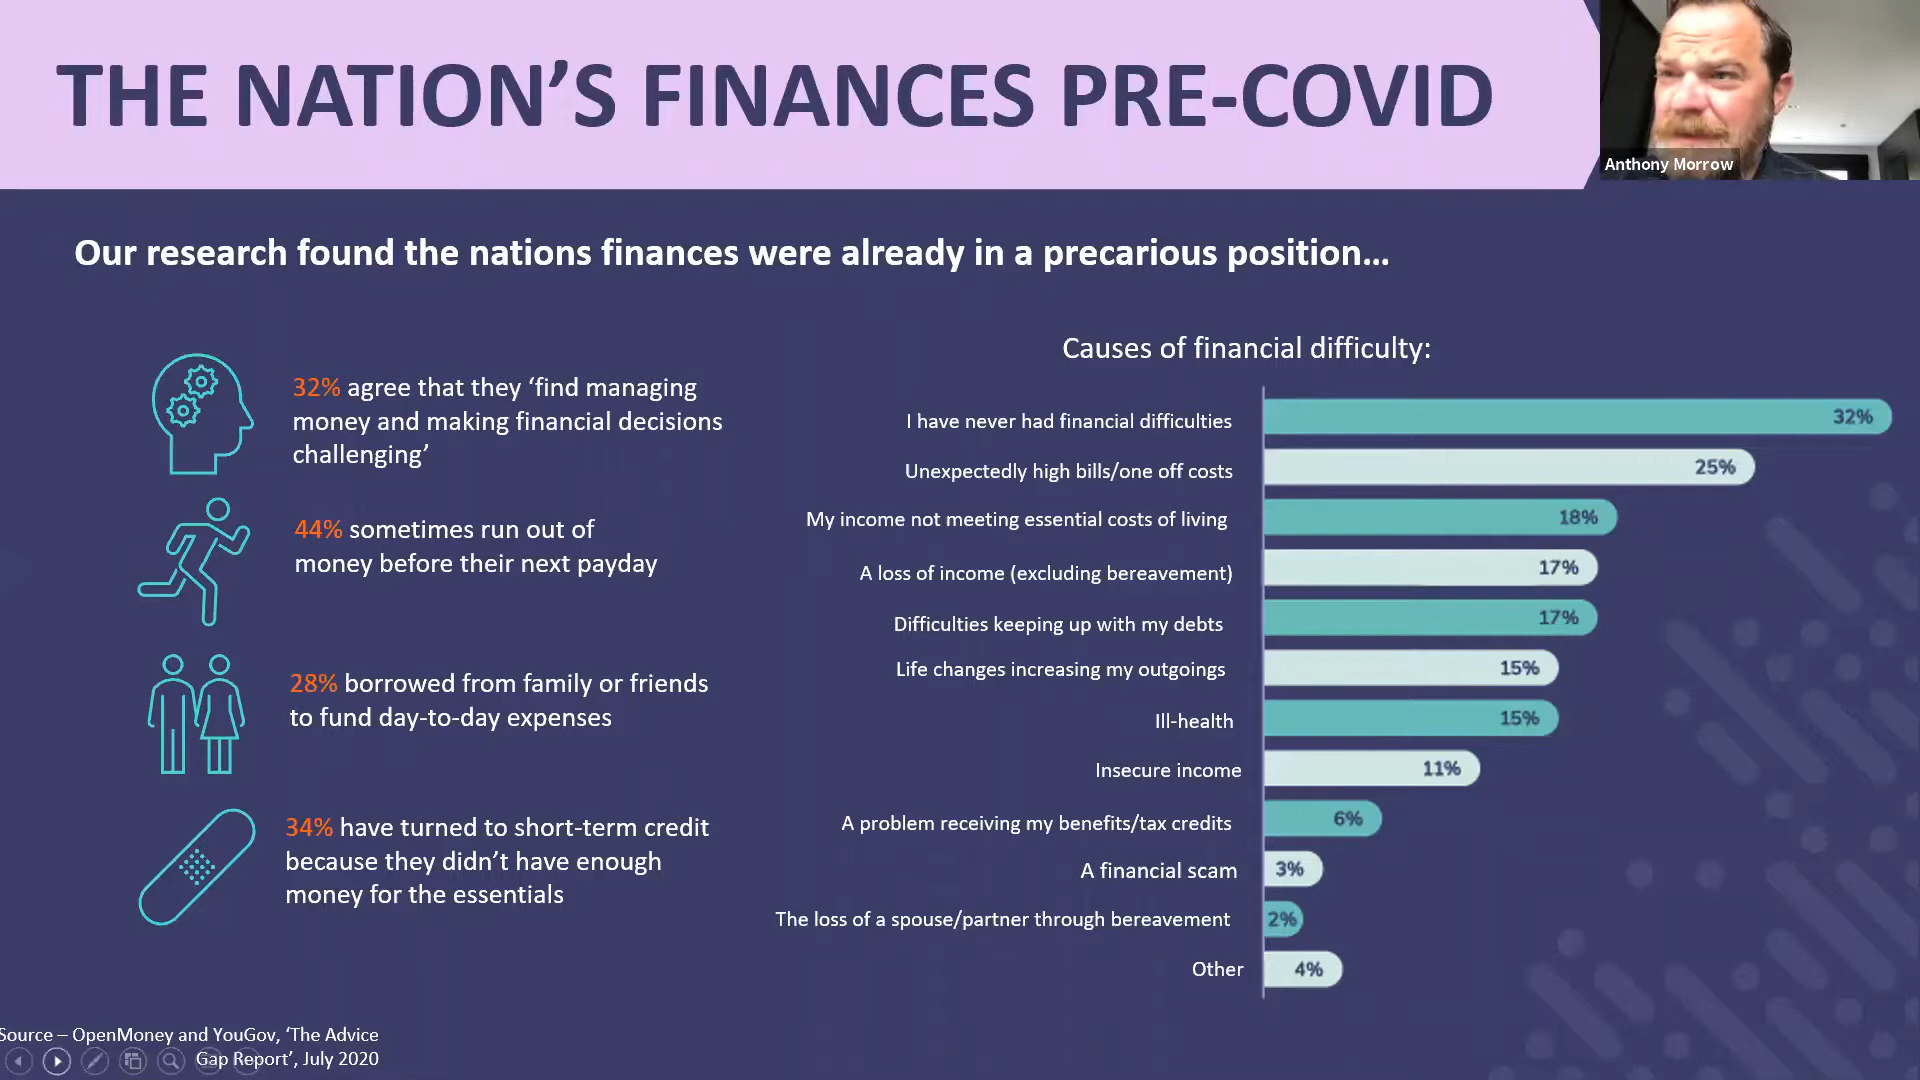 THE NATION’S FINANCES PRE-COVID
Anthony Morrow
Our research found the nations finances were already in a precarious position...
32% agree that they ‘find managing
money and making financial decisions
challenging’
44% sometimes run out of
money before their next payday
28% borrowed from family or friends
to fund day-to-day expenses
34% have turned to short-term credit
because they didn’t have enough
money for the essentials
Causes of financial difficulty:
I have never had financial difficulties 32%
Unexpectedly high bills/one off costs 25%
My income not meeting essential costs of living 18%
A loss of income (excluding bereavement) 17%
Difficulties keeping up with my debts 17%
Life changes increasing my outgoings 15%
Ill-health 15%
Insecure income 11%
A problem receiving my benefits/tax credits 6%
A financial scam 3%
The loss of a spouse/partner through bereavement 2%
Other 4%
Source – OpenMoney and YouGov, ‘The Advice
Gap Report’, July 2020